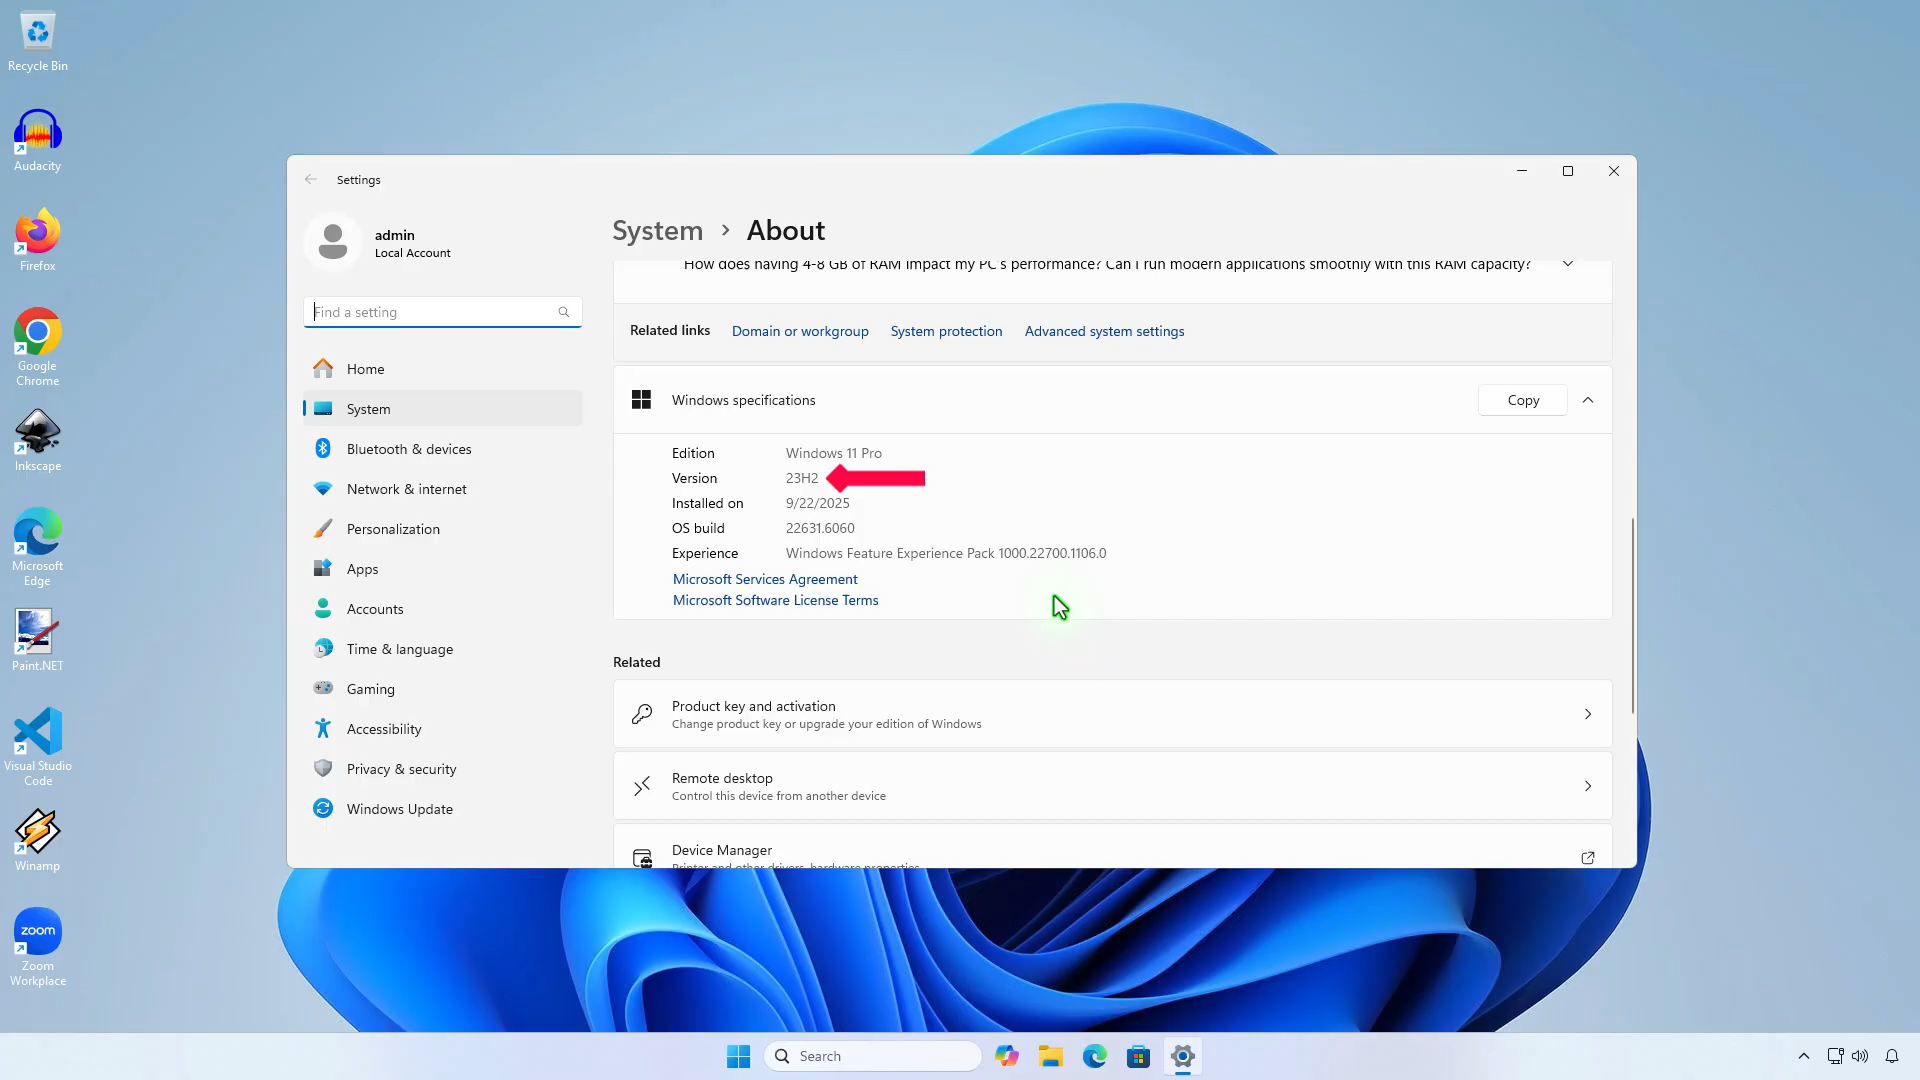 Recycle Bin
Audacity
Firefox
Google
Chrome
Inkscape
Microsoft
Edge
Paint.NET
Visual Studio
Code
Winamp
zoom
Zoom
Workplace
Settings
admin
Local Account
Find a setting
Home
System
Bluetooth & devices
Network & internet
Personalization
Apps
Accounts
Time & language
Gaming
Accessibility
Privacy & security
Windows Update
System > About
How does having 4-8 GB of RAM impact my PC's performance? Can I run modern applications smoothly with this RAM capacity?
Related links Domain or workgroup System protection Advanced system settings
Windows specifications Copy
Edition Windows 11 Pro
Version 23H2
Installed on 9/22/2025
OS build 22631.6060
Experience Windows Feature Experience Pack 1000.22700.1106.0
Microsoft Services Agreement
Microsoft Software License Terms
Related
Product key and activation
Change product key or upgrade your edition of Windows
Remote desktop
Control this device from another device
Device Manager
Printer and other drivers, hardware properties
Search